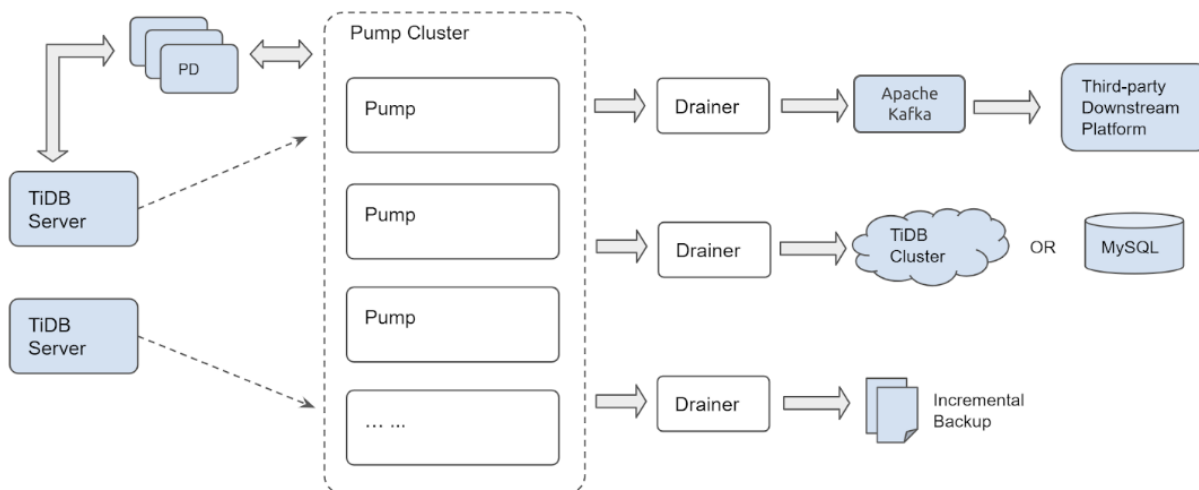 Pump Cluster
PD
Pump
Drainer
Apache
Kafka
Third-party
Downstream
Platform
TiDB
Server
Pump
Drainer
TiDB
Cluster
OR
MySQL
TiDB
Server
Pump
Drainer
Incremental
Backup
... ...